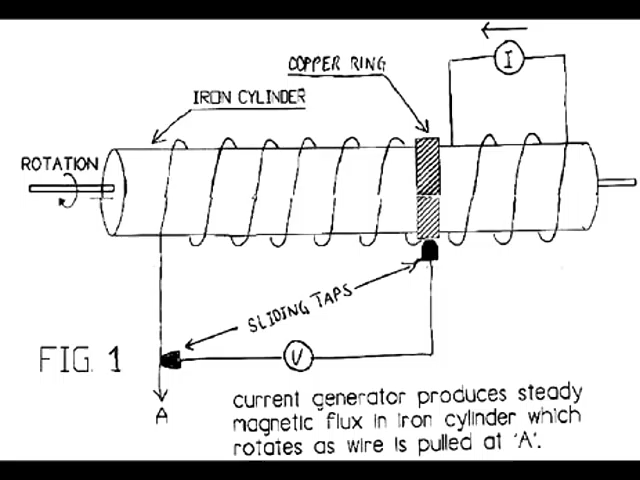 COPPER RING
I
IRON CYLINDER
ROTATION
SLIDING TAPS
V
FIG. 1
A
current generator produces steady
magnetic flux in iron cylinder which
rotates as wire is pulled at 'A'.